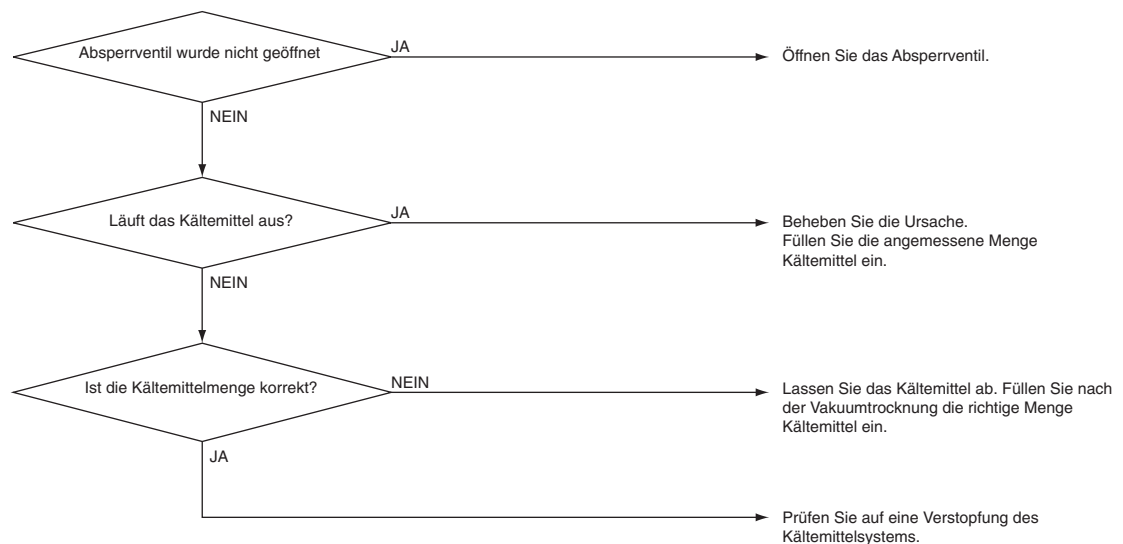 Absperrventil wurde nicht geöffnet
JA
Öffnen Sie das Absperrventil.
NEIN
Läuft das Kältemittel aus?
JA
Beheben Sie die Ursache.
Füllen Sie die angemessene Menge
Kältemittel ein.
NEIN
Ist die Kältemittelmenge korrekt?
NEIN
Lassen Sie das Kältemittel ab. Füllen Sie nach
der Vakuumtrocknung die richtige Menge
Kältemittel ein.
JA
Prüfen Sie auf eine Verstopfung des
Kältemittelsystems.